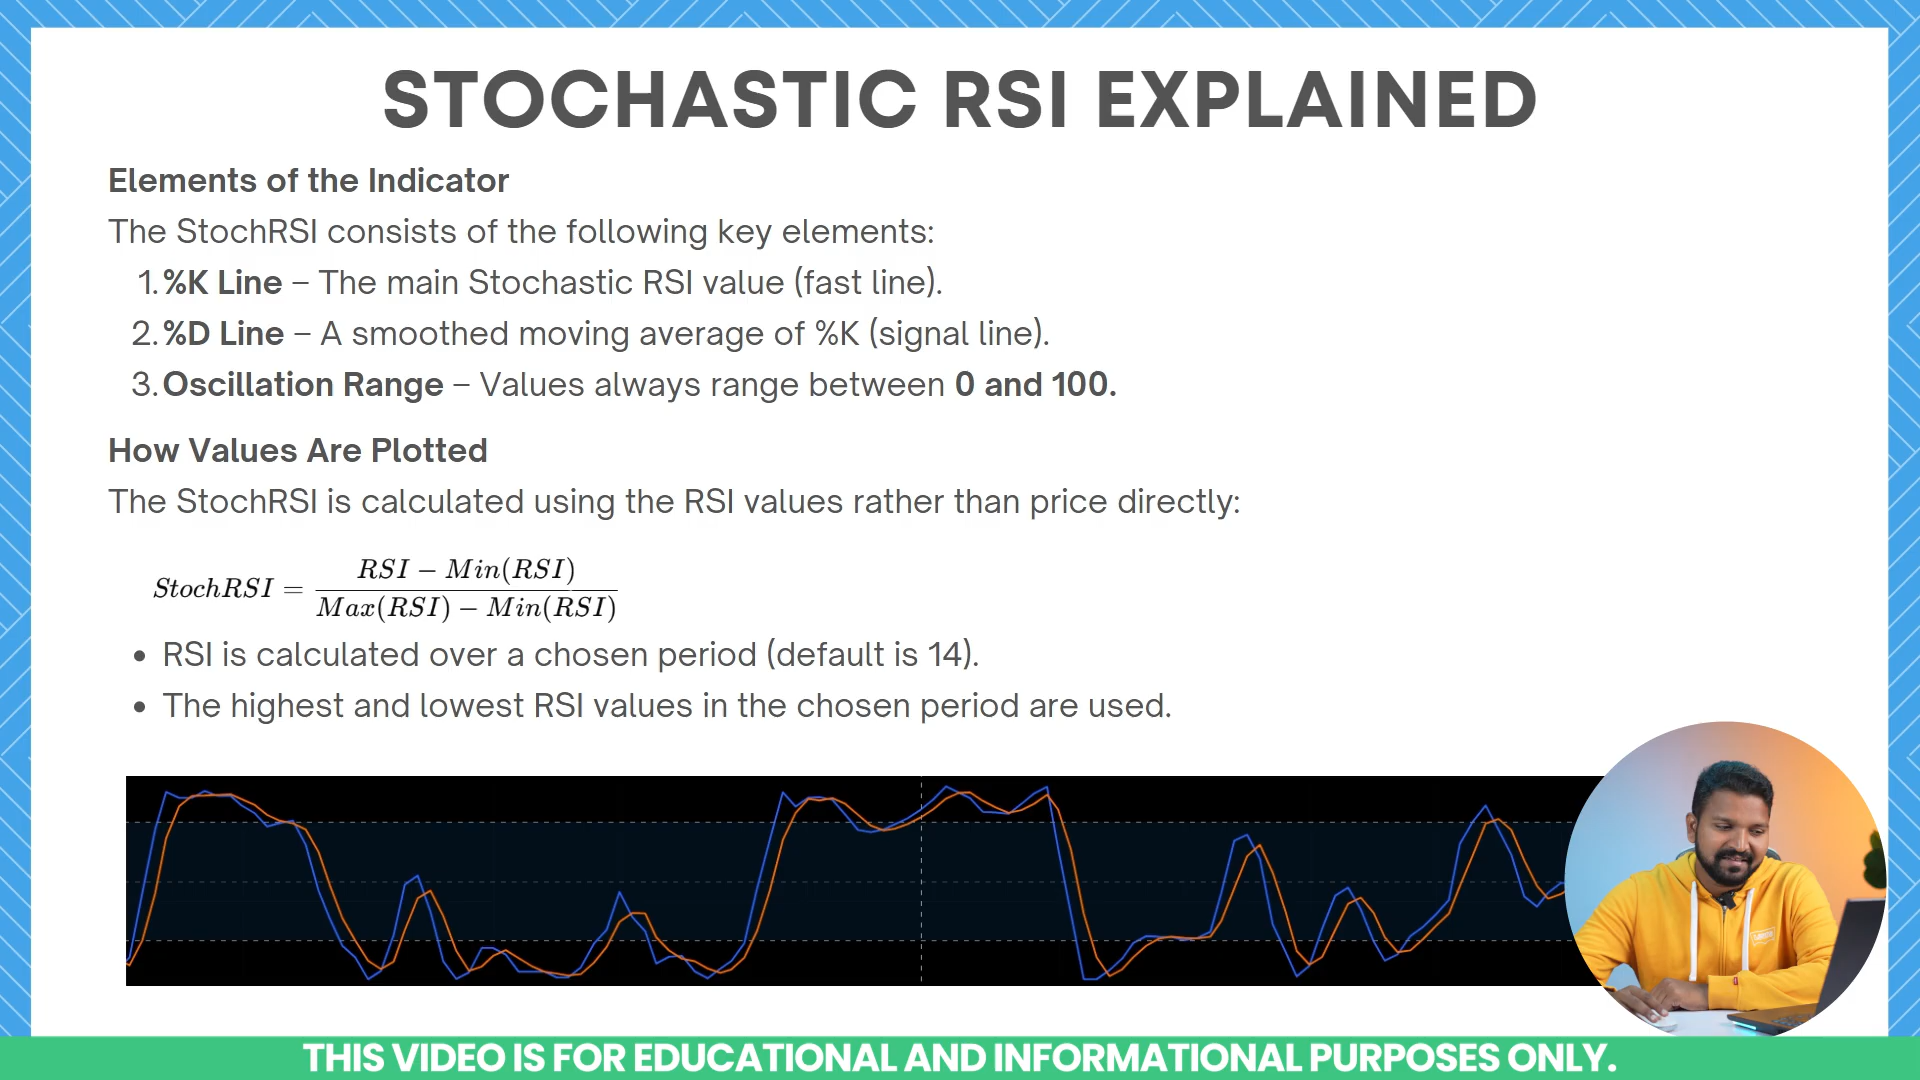 STOCHASTIC RSI EXPLAINED
Elements of the Indicator
The StochRSI consists of the following key elements:
1. %K Line – The main Stochastic RSI value (fast line).
2. %D Line – A smoothed moving average of %K (signal line).
3. Oscillation Range – Values always range between 0 and 100.
How Values Are Plotted
The StochRSI is calculated using the RSI values rather than price directly:
StochRSI = \frac{RSI − Min(RSI)}{Max(RSI) − Min(RSI)}
• RSI is calculated over a chosen period (default is 14).
• The highest and lowest RSI values in the chosen period are used.
THIS VIDEO IS FOR EDUCATIONAL AND INFORMATIONAL PURPOSES ONLY.